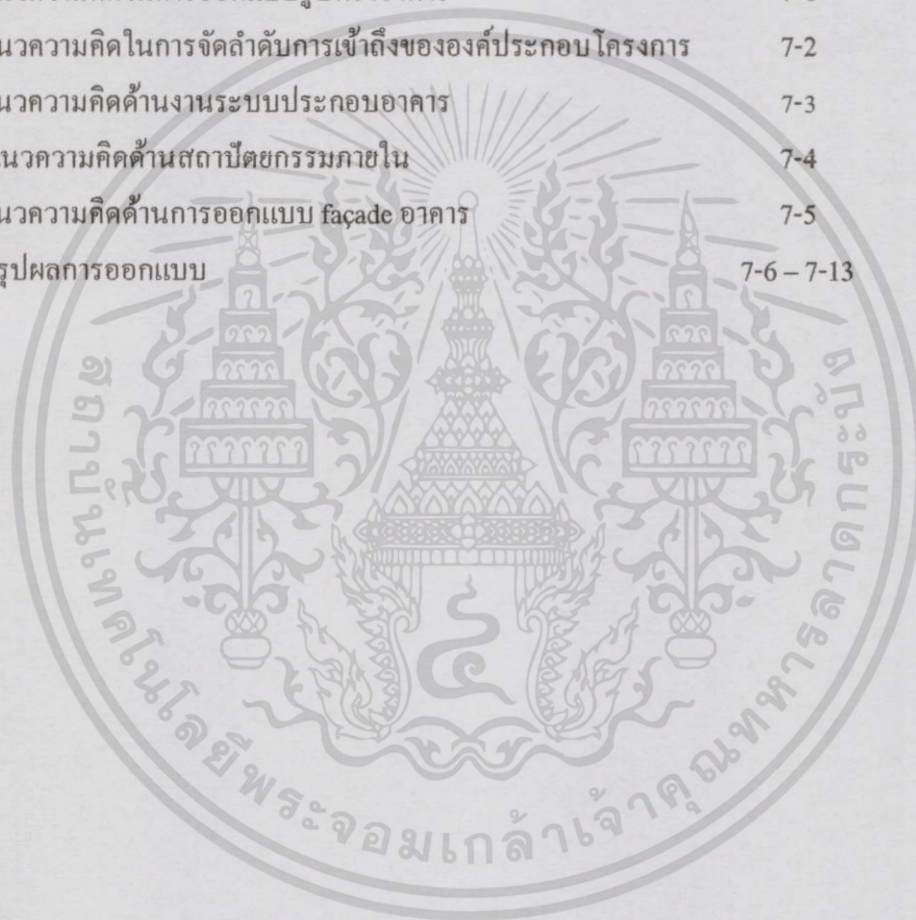 นวความคิดในการจัดลำดับการเข้าถึงขององค์ประกอบโครงการ 7-2
นวความคิดด้านงานระบบประกอบอาคาร 7-3
นวความคิดด้านสถาปัตยกรรมภายใน 7-4
นวความคิดด้านการออกแบบ façade อาคาร 7-5
รุปผลการออกแบบ 7-6 – 7-13
สถาบันเทคโนโลยีพระจอมเกล้าเจ้าคุณทหารลาดกระบัง
๔